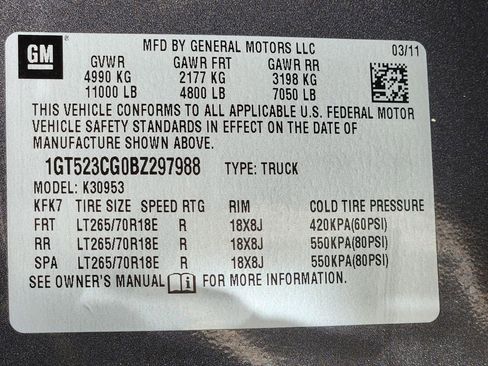 GM ® MFD BY GENERAL MOTORS LLC 03/11
GVWR GAWR FRT GAWR RR
4990 KG 2177 KG 3198 KG
11000 LB 4800 LB 7050 LB
THIS VEHICLE CONFORMS TO ALL APPLICABLE U.S. FEDERAL MOTOR
VEHICLE SAFETY STANDARDS IN EFFECT ON THE DATE OF
MANUFACTURE SHOWN ABOVE.
1GT523CG0BZ297988 TYPE: TRUCK
MODEL: K30953
KFK7 TIRE SIZE SPEED RTG RIM COLD TIRE PRESSURE
FRT LT265/70R18E R 18X8J 420KPA(60PSI)
RR LT265/70R18E R 18X8J 550KPA(80PSI)
SPA LT265/70R18E R 18X8J 550KPA(80PSI)
SEE OWNER'S MANUAL FOR MORE INFORMATION.